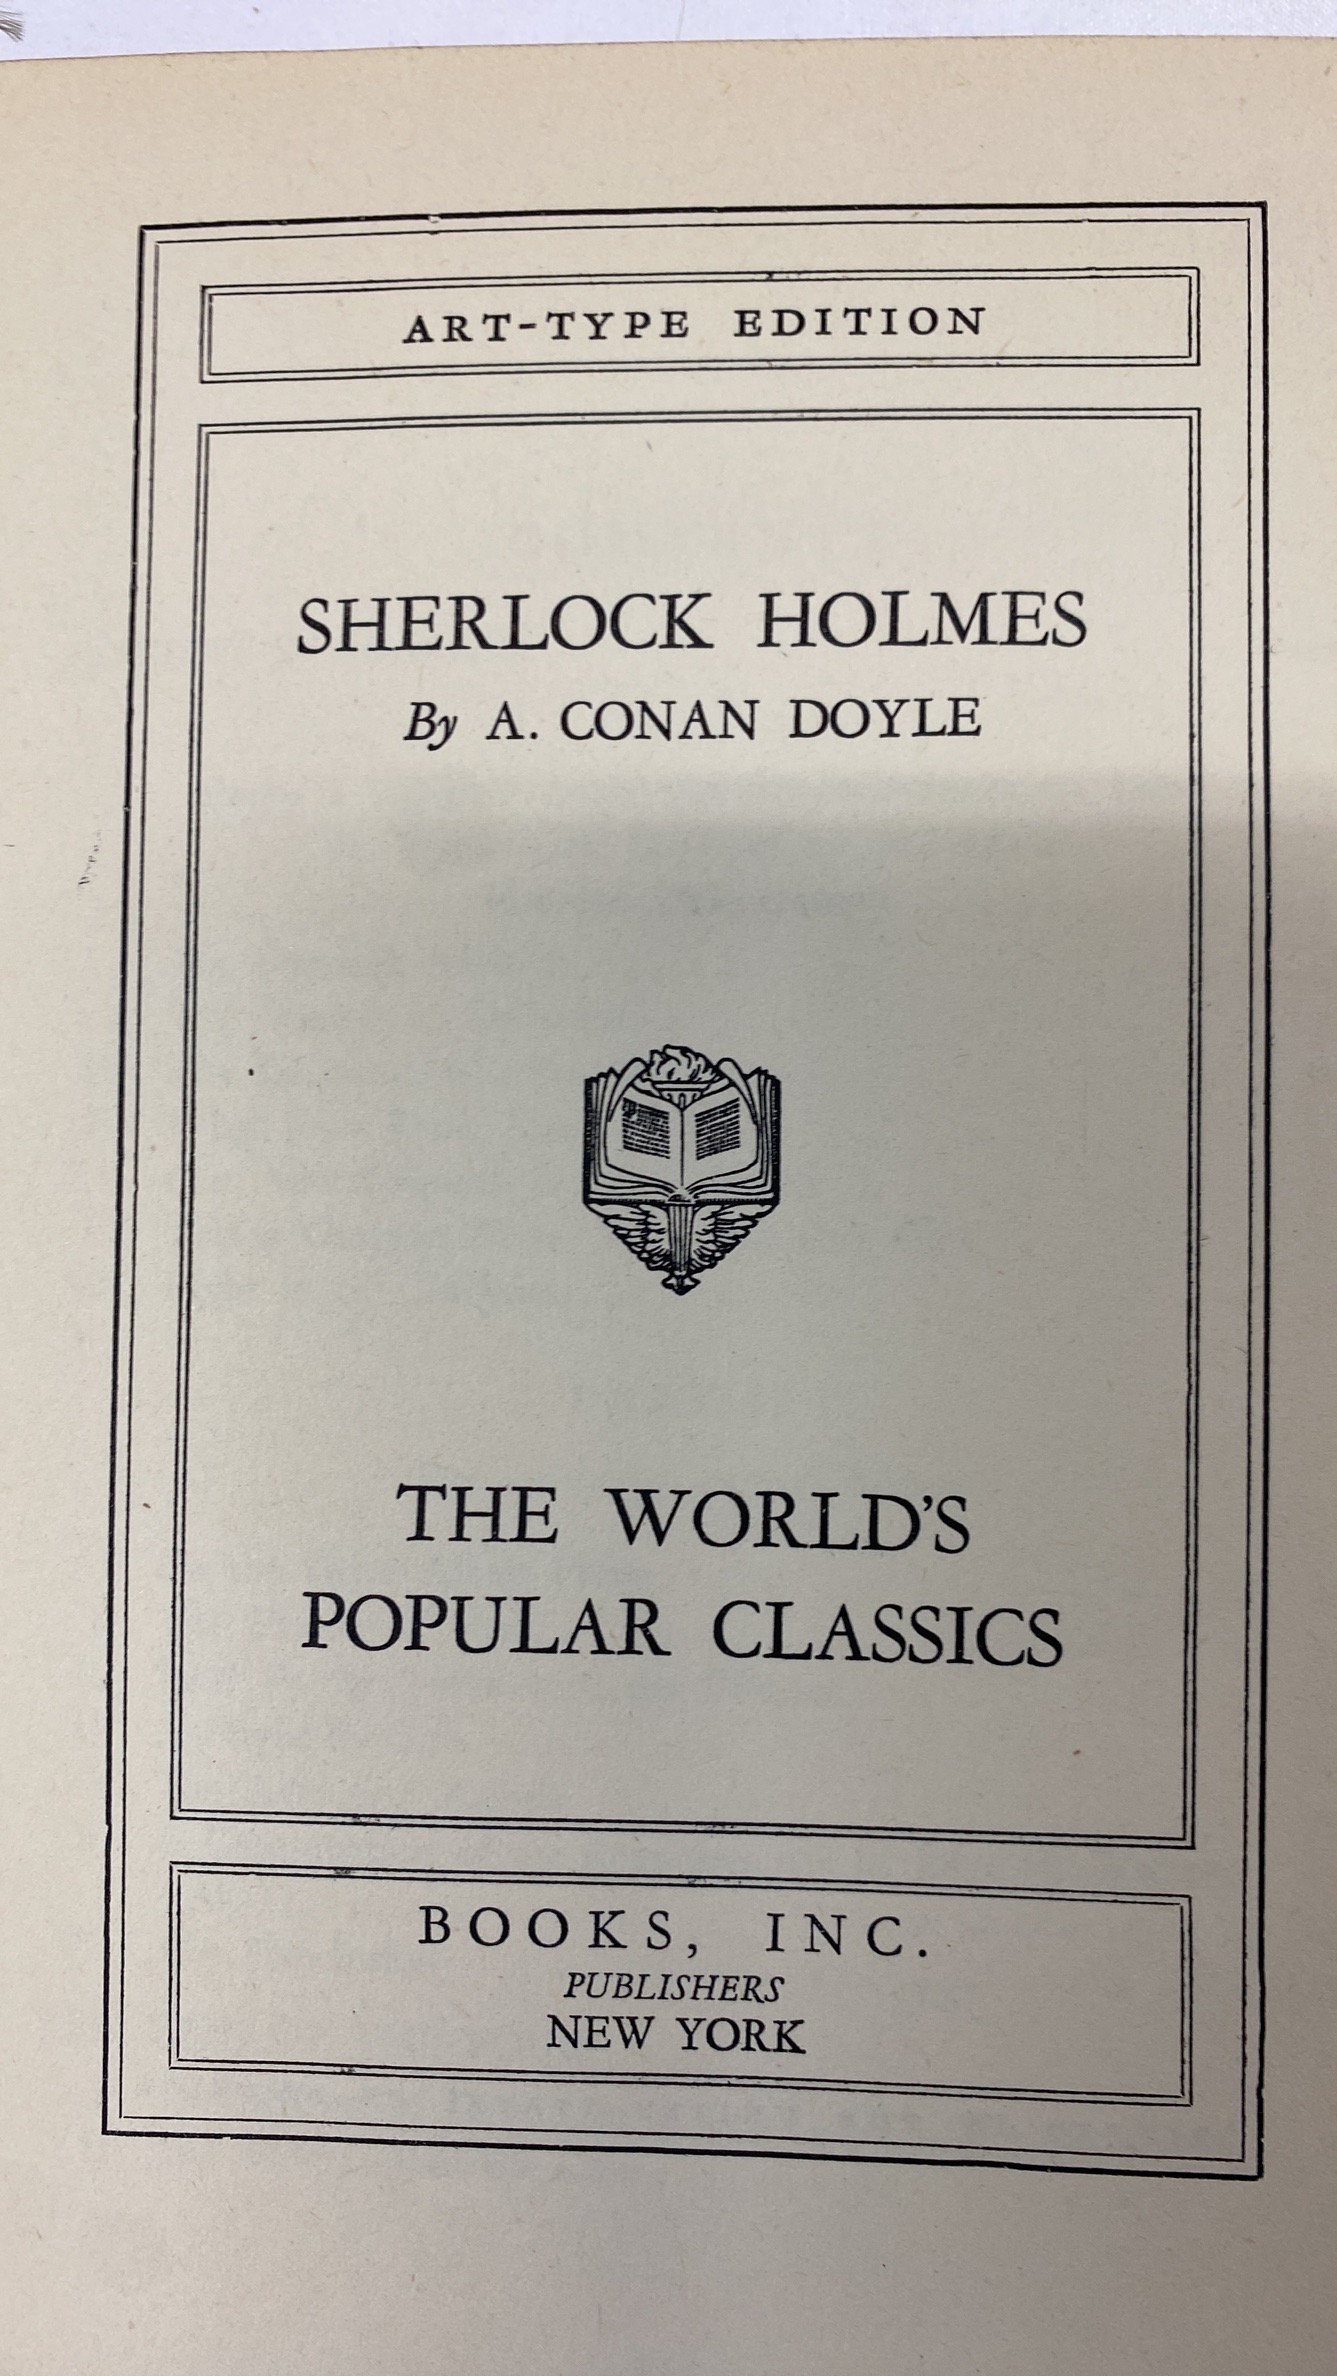 ART-TYPE EDITION
SHERLOCK HOLMES
By A. CONAN DOYLE
THE WORLD'S
POPULAR CLASSICS
BOOKS, INC.
PUBLISHERS
NEW YORK